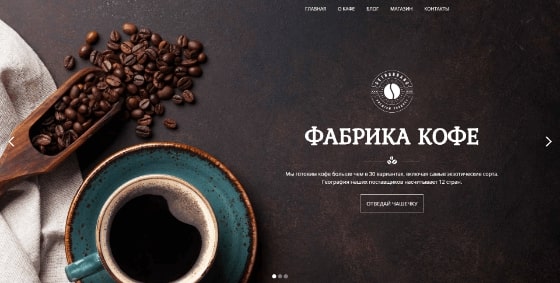 ГЛАВНАЯ О КАФЕ БЛОГ МАГАЗИН КОНТАКТЫ
ФАБРИКА КОФЕ
Мы готовим кофе больше чем в 30 вариантах, включая самые экзотические сорта.
География наших поставщиков насчитывает 12 стран.
ОТВЕДАЙ ЧАШЕЧКУ